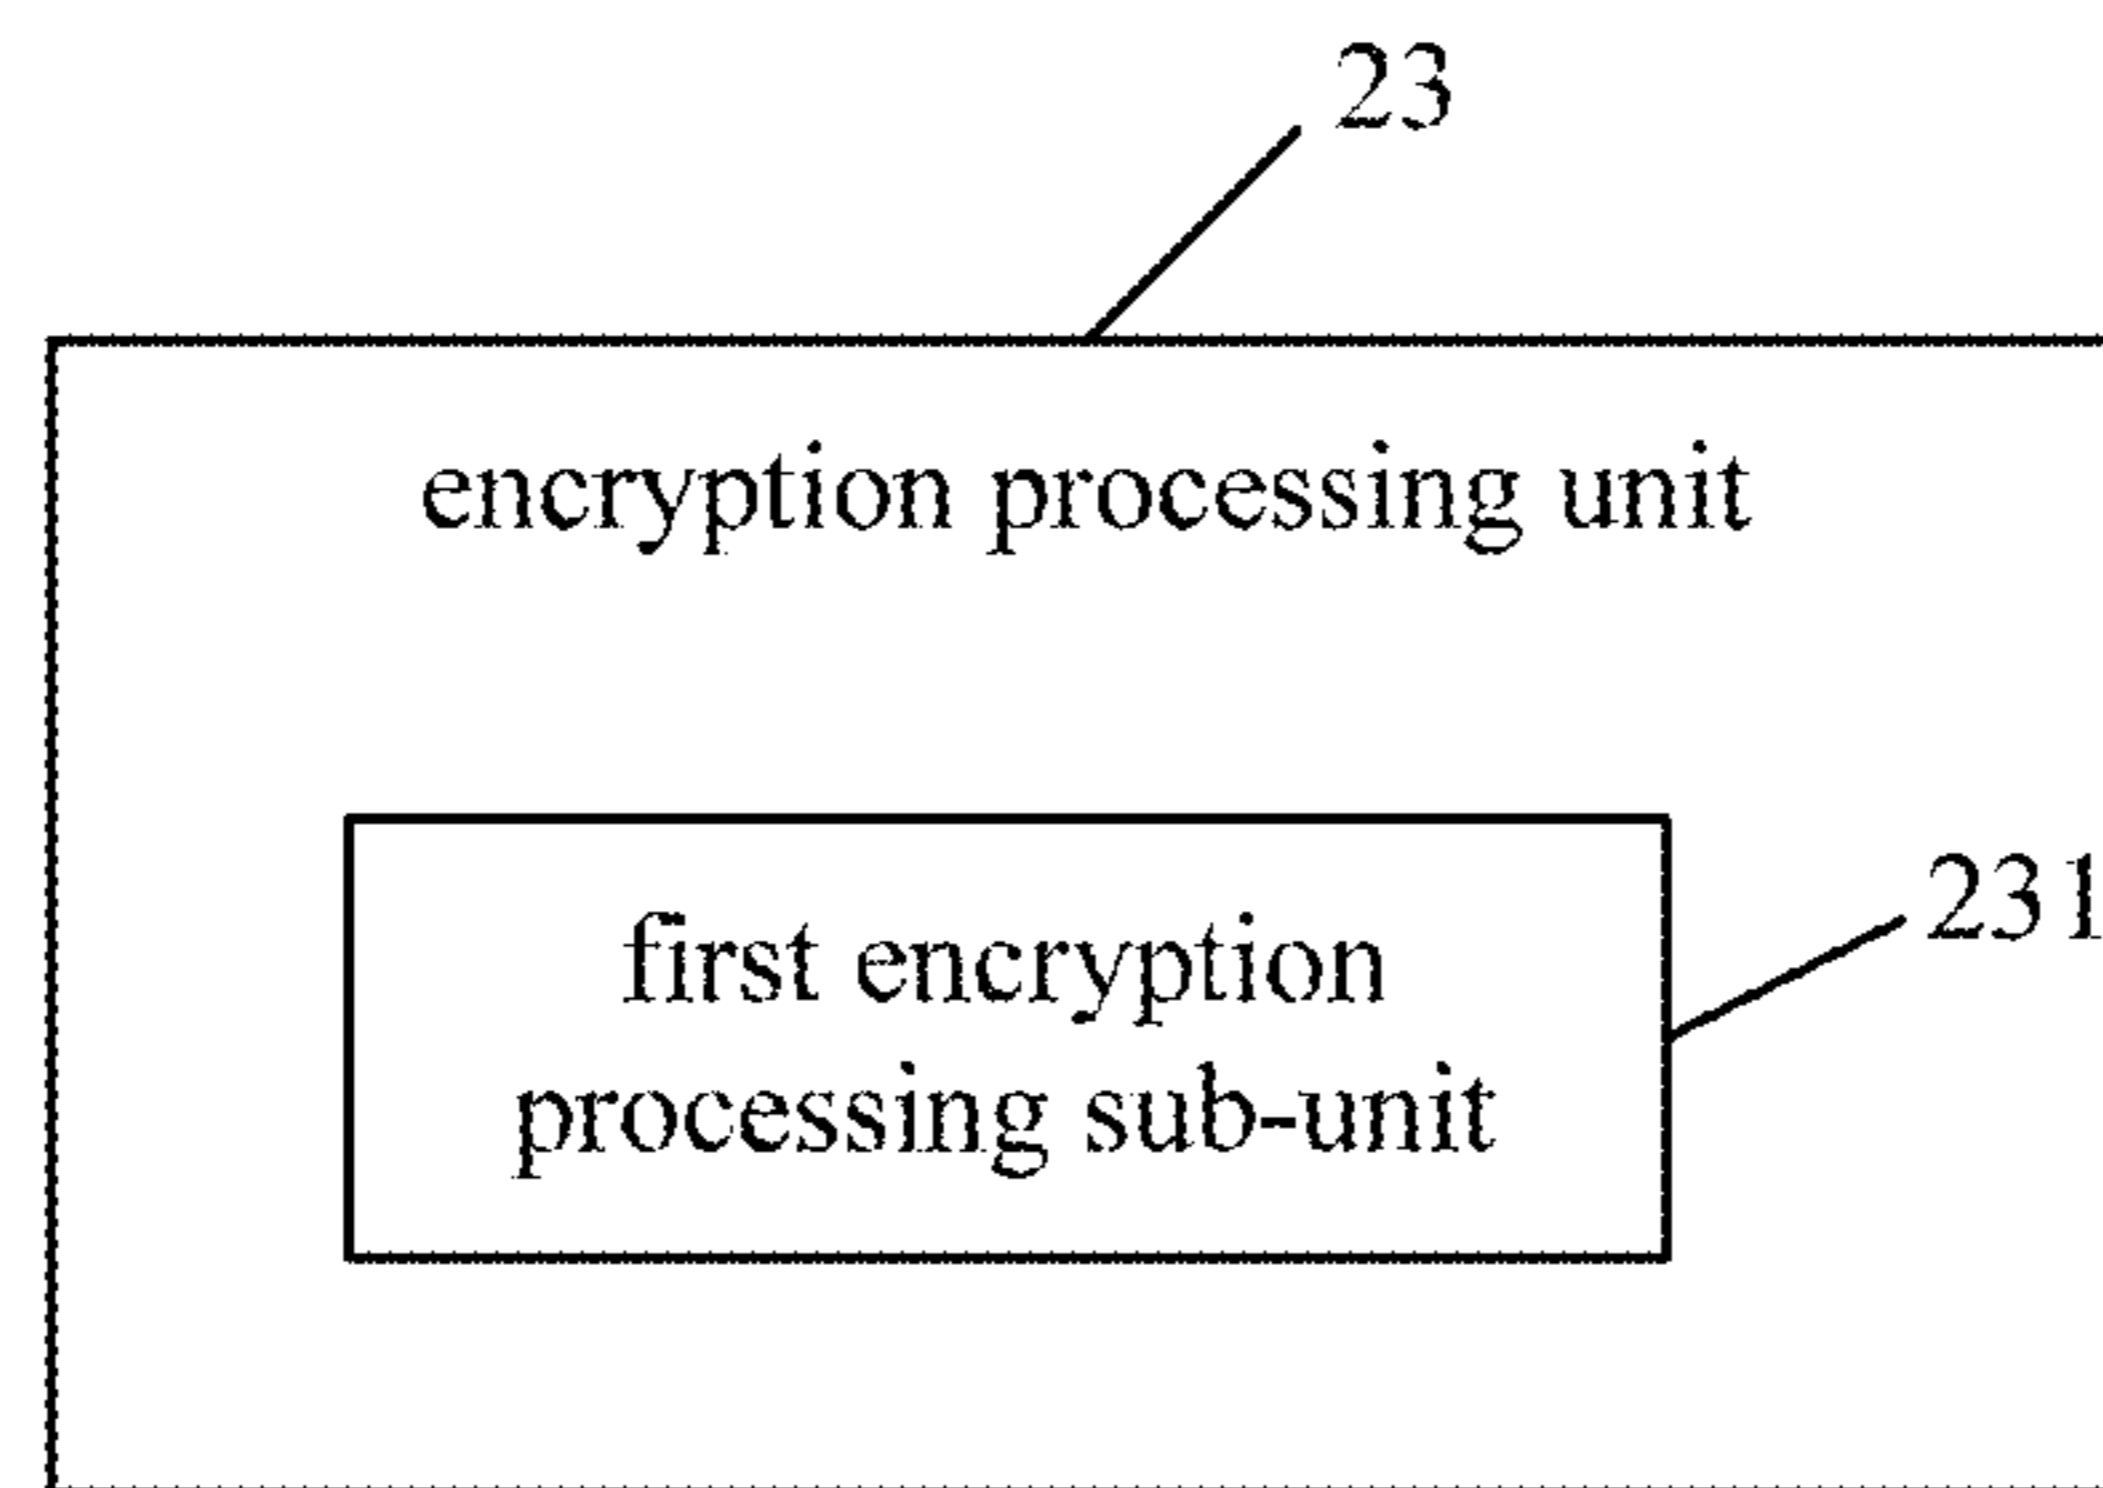 23
encryption processing unit
first encryption
processing sub-unit
231